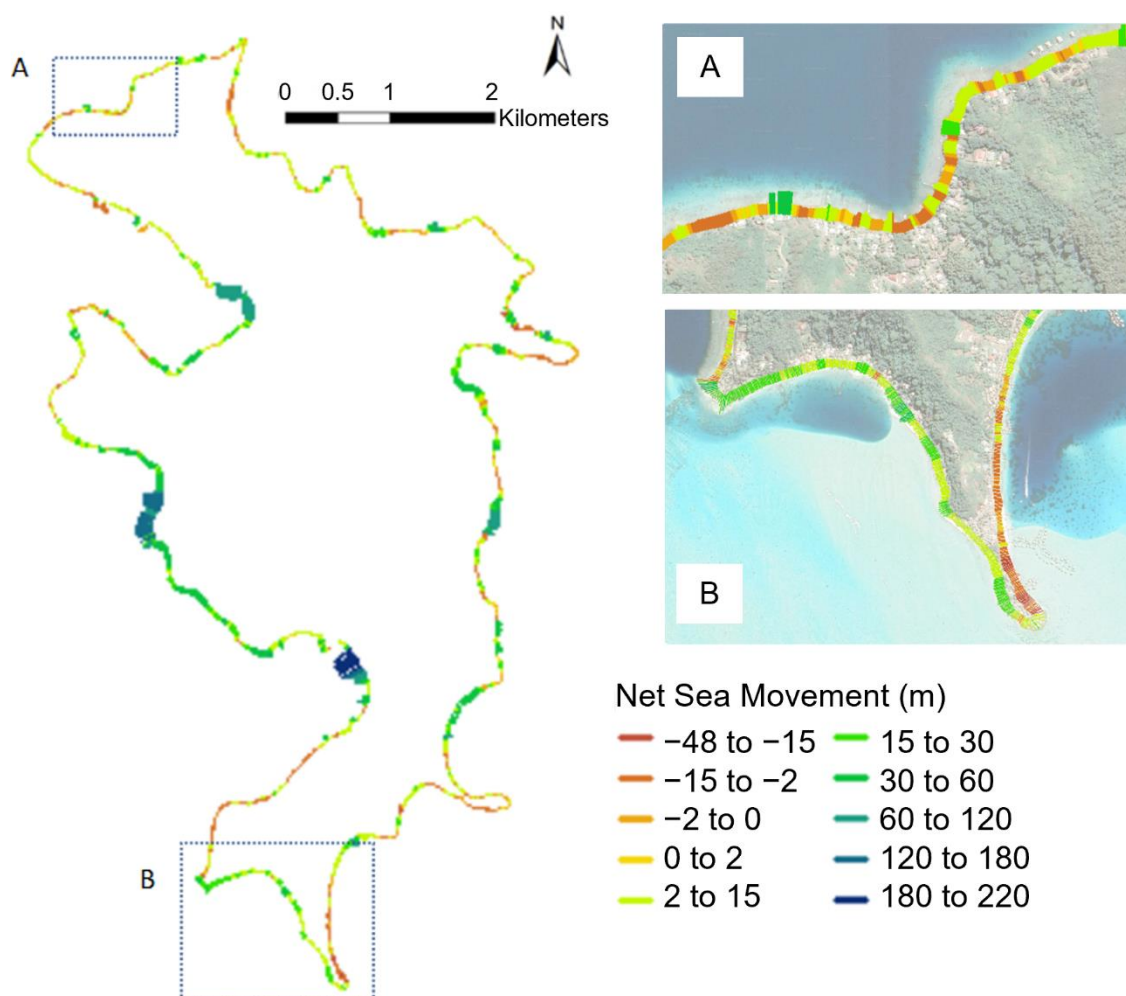 A
N
0 0.5 1 2
Kilometers
B
A
B
Net Sea Movement (m)
−48 to −15
−15 to −2
−2 to 0
0 to 2
2 to 15
15 to 30
30 to 60
60 to 120
120 to 180
180 to 220